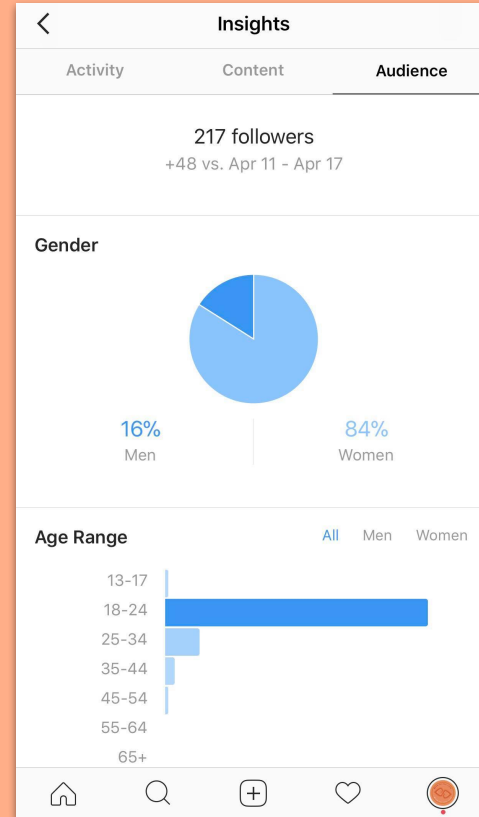 Insights
Activity Content Audience
217 followers
+48 vs. Apr 11 - Apr 17
Gender
16% 84%
Men Women
Age Range All Men Women
13-17
18-24
25-34
35-44
45-54
55-64
65+